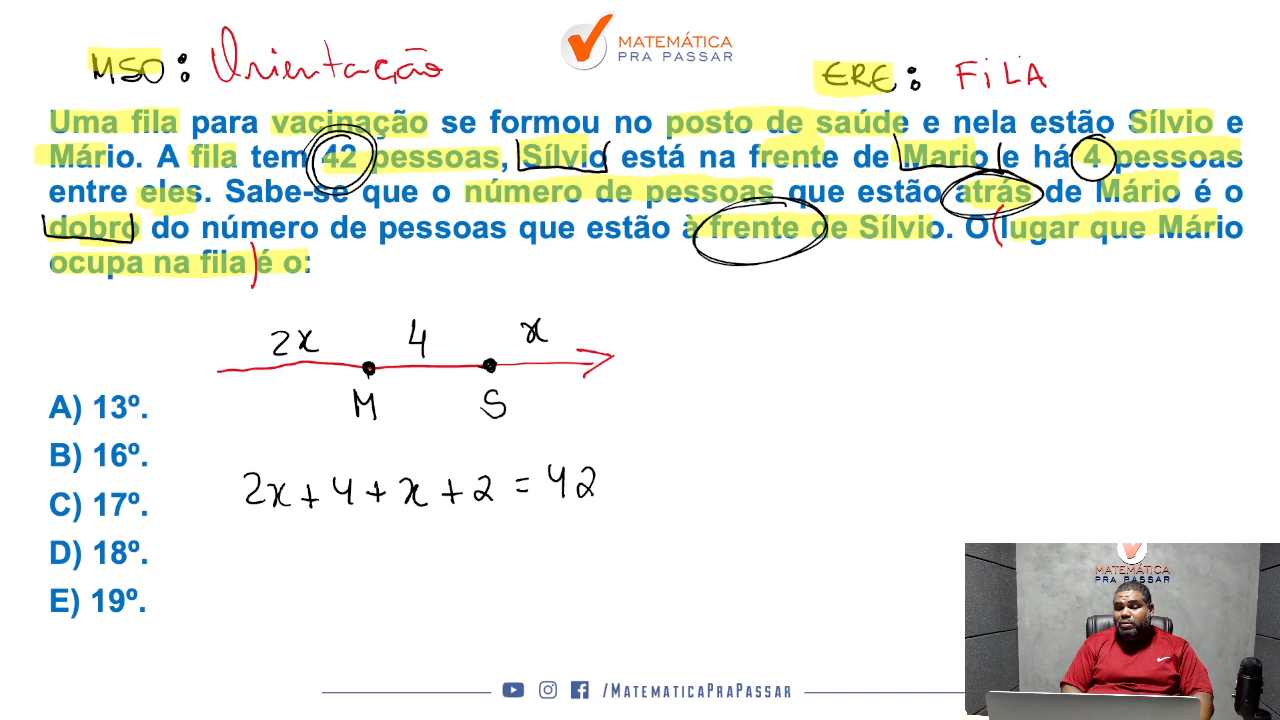 MSO: Orientação
MATEMÁTICA
PRA PASSAR
ERE: FiLA
Uma fila para vacinação se formou no posto de saúde e nela estão Sílvio e
Mário. A fila tem 42 pessoas, Sílvio está na frente de Mario e há 4 pessoas
entre eles. Sabe-se que o número de pessoas que estão atrás de Mário é o
dobro do número de pessoas que estão à frente de Sílvio. O lugar que Mário
ocupa na fila é o:
2x 4 x
M S
A) 13º.
B) 16º.
2x + 4 + x + 2 = 42
C) 17º.
D) 18º.
E) 19º.
MATEMÁTICA
PRA PASSAR
/MATEMATICAPRAPASSAR